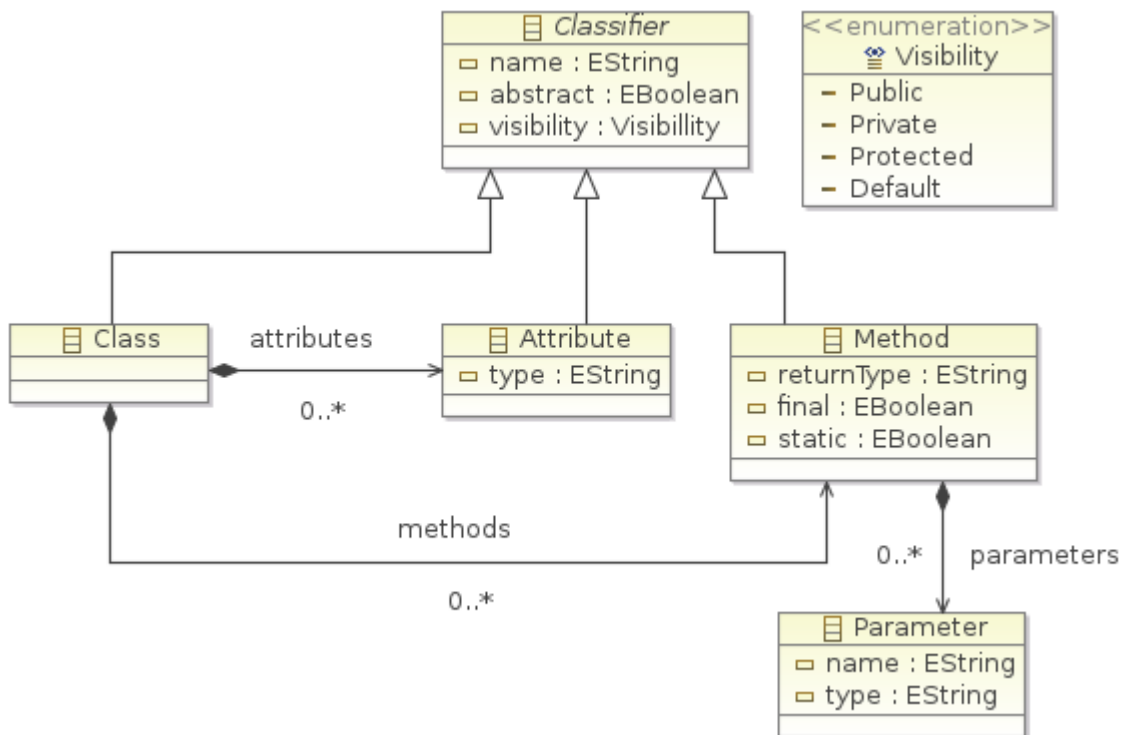 Classifier
name : EString
abstract : EBoolean
visibility : Visibillity
<<enumeration>>
Visibility
Public
Private
Protected
Default
Class
attributes
0..*
Attribute
type : EString
Method
returnType : EString
final : EBoolean
static : EBoolean
methods
0..*
0..*
parameters
Parameter
name : EString
type : EString